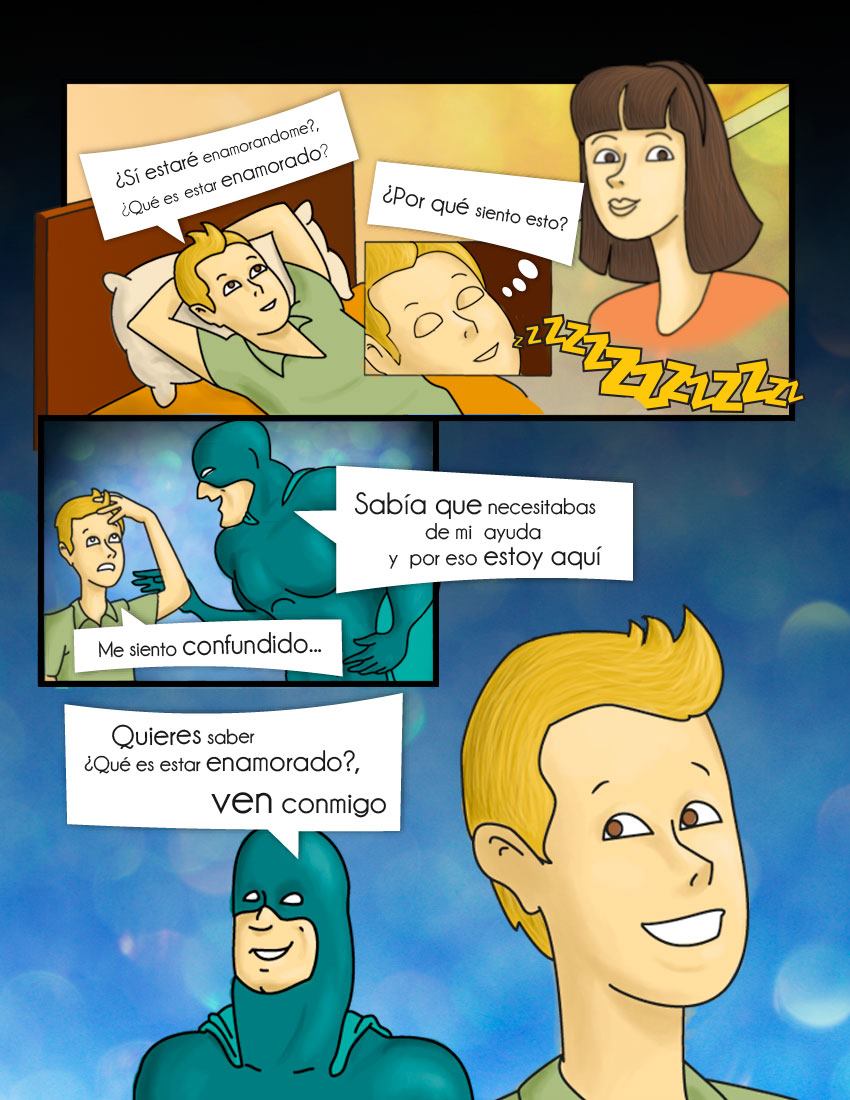 ¿Sí estaré enamorandome?,
¿Qué es estar enamorado?
¿Por qué siento esto?
zzzzzzzzzzzzz
Sabía que necesitabas
de mi ayuda
y por eso estoy aquí
Me siento confundido...
Quieres saber
¿Qué es estar enamorado?,
ven conmigo